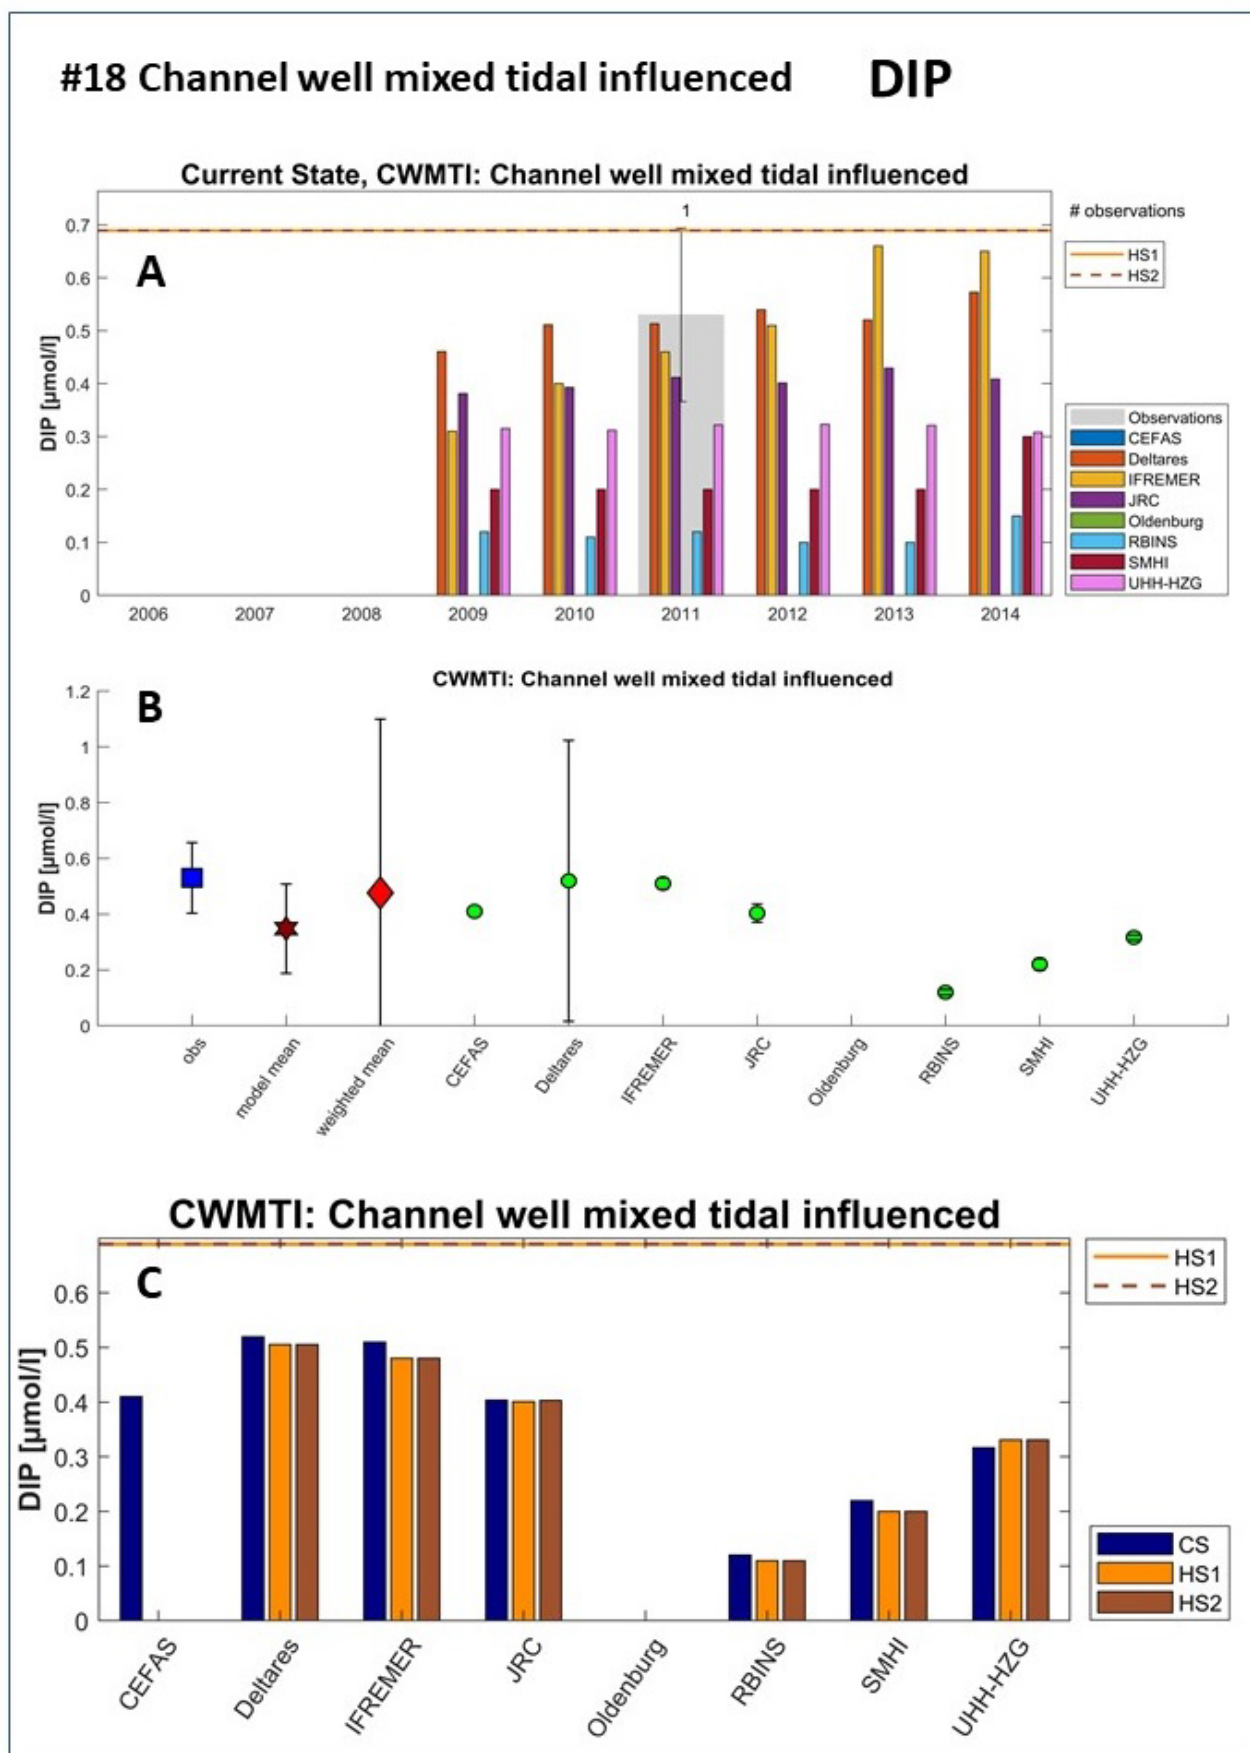 #18 Channel well mixed tidal influenced DIP
Current State, CWMTI: Channel well mixed tidal influenced
1
# observations
A
HS1
HS2
DIP [µmol/l]
0.7
0.6
0.5
0.4
0.3
0.2
0.1
0
2006 2007 2008 2009 2010 2011 2012 2013 2014
Observations
CEFAS
Deltares
IFREMER
JRC
Oldenburg
RBINS
SMHI
UHH-HZG
CWMTI: Channel well mixed tidal influenced
B
DIP [µmol/l]
1.2
1
0.8
0.6
0.4
0.2
0
obs
model mean
weighted mean
CEFAS
Deltares
IFREMER
JRC
Oldenburg
RBINS
SMHI
UHH-HZG
CWMTI: Channel well mixed tidal influenced
C
HS1
HS2
DIP [µmol/l]
0.6
0.5
0.4
0.3
0.2
0.1
0
CS
HS1
HS2
CEFAS
Deltares
IFREMER
JRC
Oldenburg
RBINS
SMHI
UHH-HZG